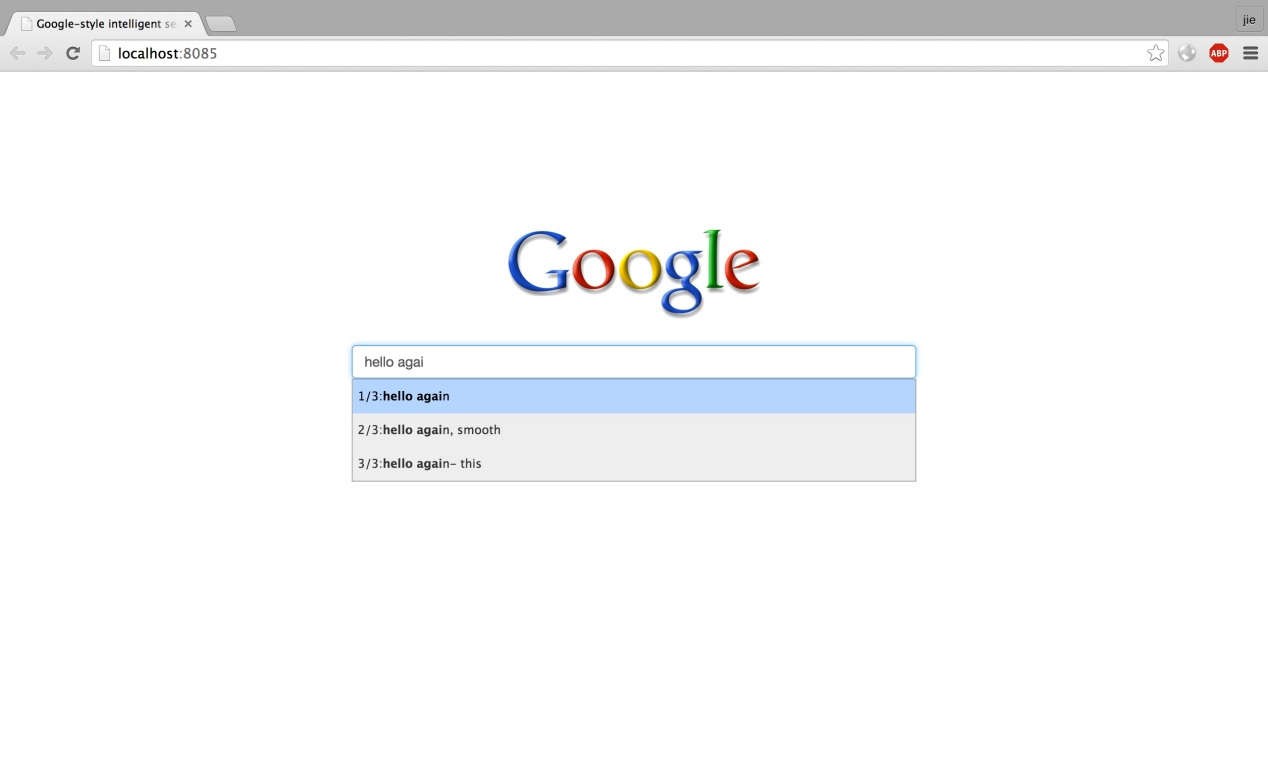 Google-style intelligent se
jie
localhost:8085
ABP
Google
hello agai
1/3:hello again
2/3:hello again, smooth
3/3:hello again- this